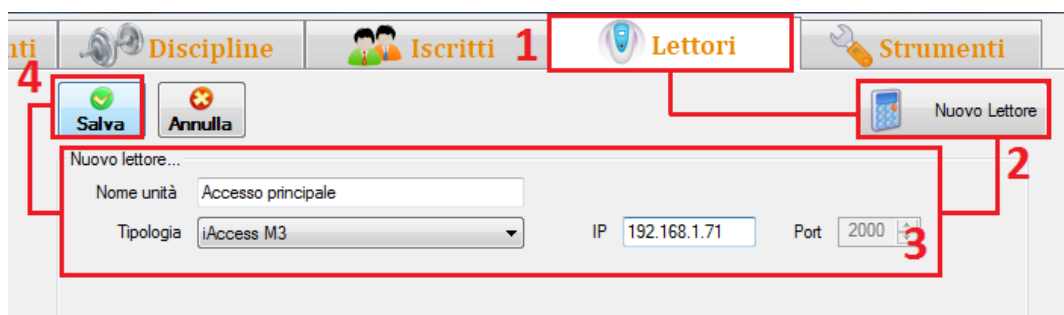 nti Discipline Iscritti 1 Lettori Strumenti
4
Salva Annulla Nuovo Lettore
Nuovo lettore... 2
Nome unità Accesso principale
Tipologia iAccess M3 IP 192.168.1.71 Port 2000 3